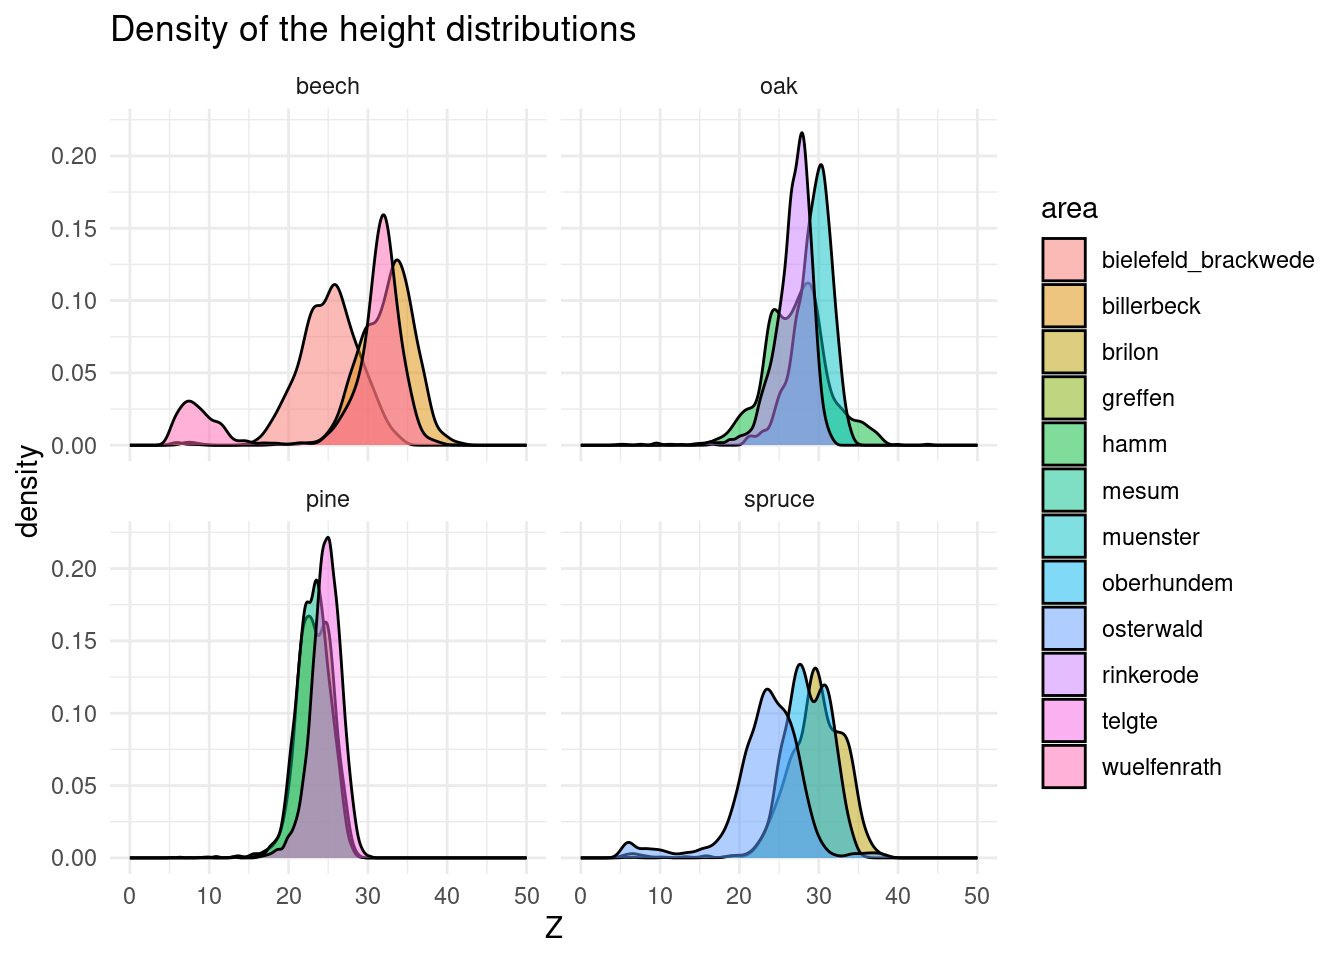 Density of the height distributions
beech
oak
0.20
0.15
0.10
0.05
0.00
pine
spruce
0.20
0.15
0.10
0.05
0.00
0 10 20 30 40 50
0 10 20 30 40 50
Z
density
area
bielefeld_brackwede
billerbeck
brilon
greffen
hamm
mesum
muenster
oberhundem
osterwald
rinkerode
telgte
wuelfenrath